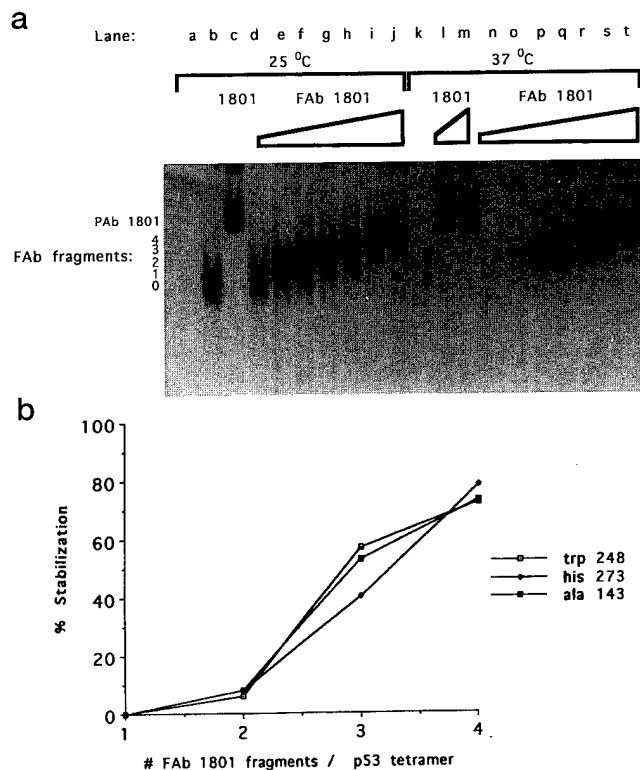 a
Lane: a b c d e f g h i j k l m n o p q r s t
25 ⁰C 37 ⁰C
1801 FAb 1801 1801 FAb 1801
PAb 1801
FAb fragments:
4
3
2
1
0
b
100
80
60
40
20
0
% Stabilization
trp 248
his 273
ala 143
1 2 3 4
# FAb 1801 fragments / p53 tetramer